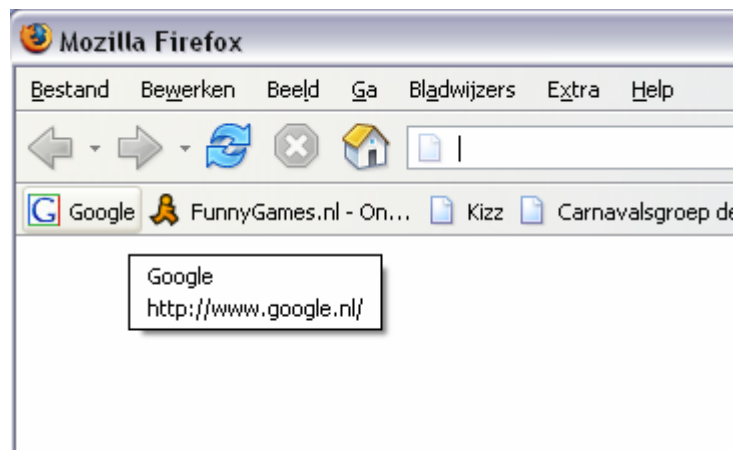 Mozilla Firefox
Bestand Bewerken Beeld Ga Bladwijzers Extra Help
Google FunnyGames.nl - On... Kizz Carnavalsgroep de
Google
http://www.google.nl/